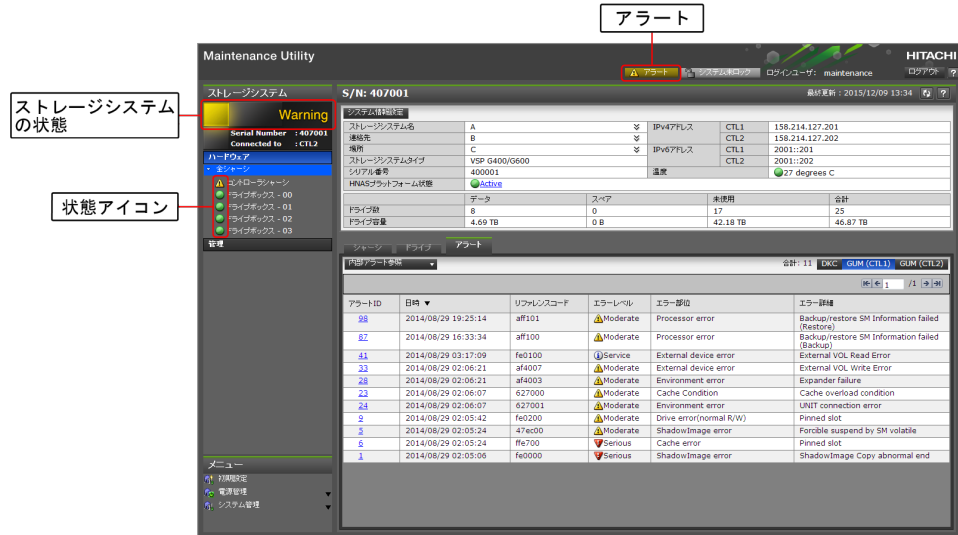 アラート
Maintenance Utility
HITACHI
アラート
システム未ロック
ログインユーザ: maintenance
ログアウト
?
ストレージシステム
の状態
状態アイコン
ストレージシステム
Warning
Serial Number : 407001
Connected to : CTL2
ハードウェア
全シャーシ
コントローラシャーシ
ドライブボックス - 00
ドライブボックス - 01
ドライブボックス - 02
ドライブボックス - 03
管理
メニュー
初期設定
電源管理
システム管理
S/N: 407001
最終更新 : 2015/12/09 13:34
?
システム情報設定
ストレージシステム名 A IPv4アドレス CTL1 158.214.127.201
連絡先 B CTL2 158.214.127.202
場所 C IPv6アドレス CTL1 2001::201
ストレージシステムタイプ VSP G400/G600 CTL2 2001::202
シリアル番号 400001 温度 27 degrees C
HNASプラットフォーム状態 Active
データ スペア 未使用 合計
ドライブ数 8 0 17 25
ドライブ容量 4.69 TB 0 B 42.18 TB 46.87 TB
シャーシ ドライブ アラート
内部アラート参照 合計: 11 DKC GUM (CTL1) GUM (CTL2)
1 /1
アラートID 日時 ▼ リファレンスコード エラーレベル エラー部位 エラー詳細
98 2014/08/29 19:25:14 aff101 Moderate Processor error Backup/restore SM Information failed
(Restore)
87 2014/08/29 16:33:34 aff100 Moderate Processor error Backup/restore SM Information failed
(Backup)
41 2014/08/29 03:17:09 fe0100 Service External device error External VOL Read Error
33 2014/08/29 02:06:21 af4007 Moderate External device error External VOL Write Error
28 2014/08/29 02:06:21 af4003 Moderate Environment error Expander failure
23 2014/08/29 02:06:07 627000 Moderate Cache Condition Cache overload condition
24 2014/08/29 02:06:07 627001 Moderate Environment error UNIT connection error
9 2014/08/29 02:05:42 fe0200 Moderate Drive error(normal R/W) Pinned slot
5 2014/08/29 02:05:24 47ec00 Moderate ShadowImage error Forcible suspend by SM volatile
6 2014/08/29 02:05:24 ffe700 Serious Cache error Pinned slot
1 2014/08/29 02:05:06 fe0000 Serious ShadowImage error ShadowImage Copy abnormal end